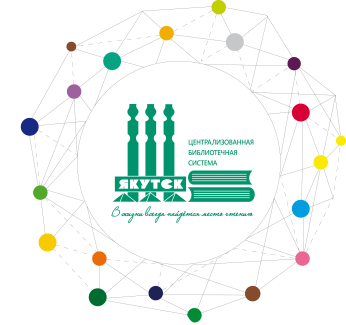 ЦЕНТРАЛИЗОВАННАЯ
БИБЛИОТЕЧНАЯ
СИСТЕМА
ЯКУТСК
В жизни всегда найдётся место чтению